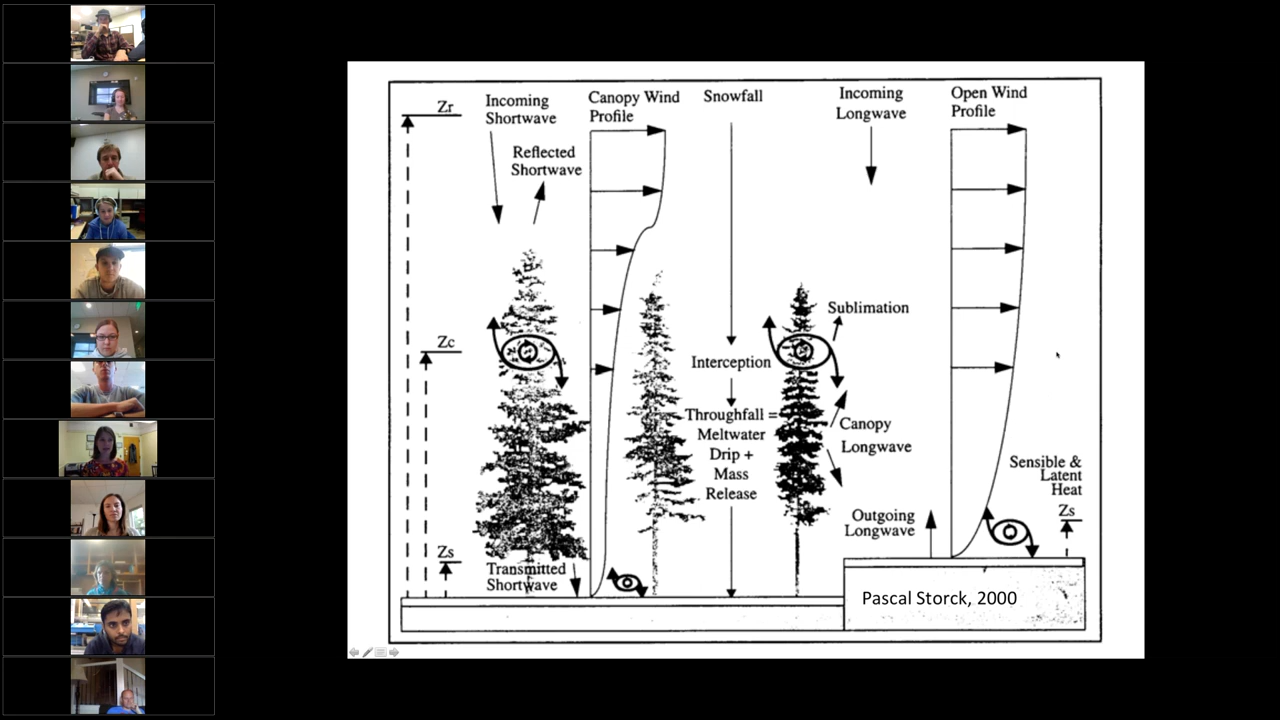 Zr
Incoming
Shortwave
Reflected
Shortwave
Canopy Wind
Profile
Snowfall
Incoming
Longwave
Open Wind
Profile
Zc
Sublimation
Interception
Throughfall =
Meltwater
Drip +
Mass
Release
Canopy
Longwave
Sensible &
Latent
Heat
Zs
Outgoing
Longwave
Zs
Transmitted
Shortwave
Pascal Storck, 2000